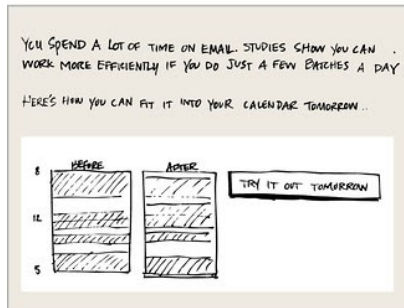 YOU SPEND A LOT OF TIME ON EMAIL. STUDIES SHOW YOU CAN
WORK MORE EFFICIENTLY IF YOU DO JUST A FEW BATCHES A DAY
HERE'S HOW YOU CAN FIT IT INTO YOUR CALENDAR TOMORROW..
BEFORE AFTER
8
TRY IT OUT TOMORROW
12
5